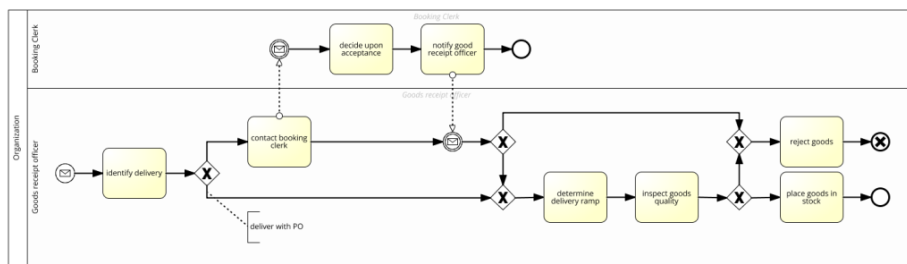 Booking Clerk
Organization
Booking Clerk
decide upon
acceptance
notify good
receipt officer
Goods receipt officer
Goods receipt officer
contact booking
clerk
identify delivery
reject goods
determine
delivery ramp
inspect goods
quality
place goods in
stock
deliver with PO